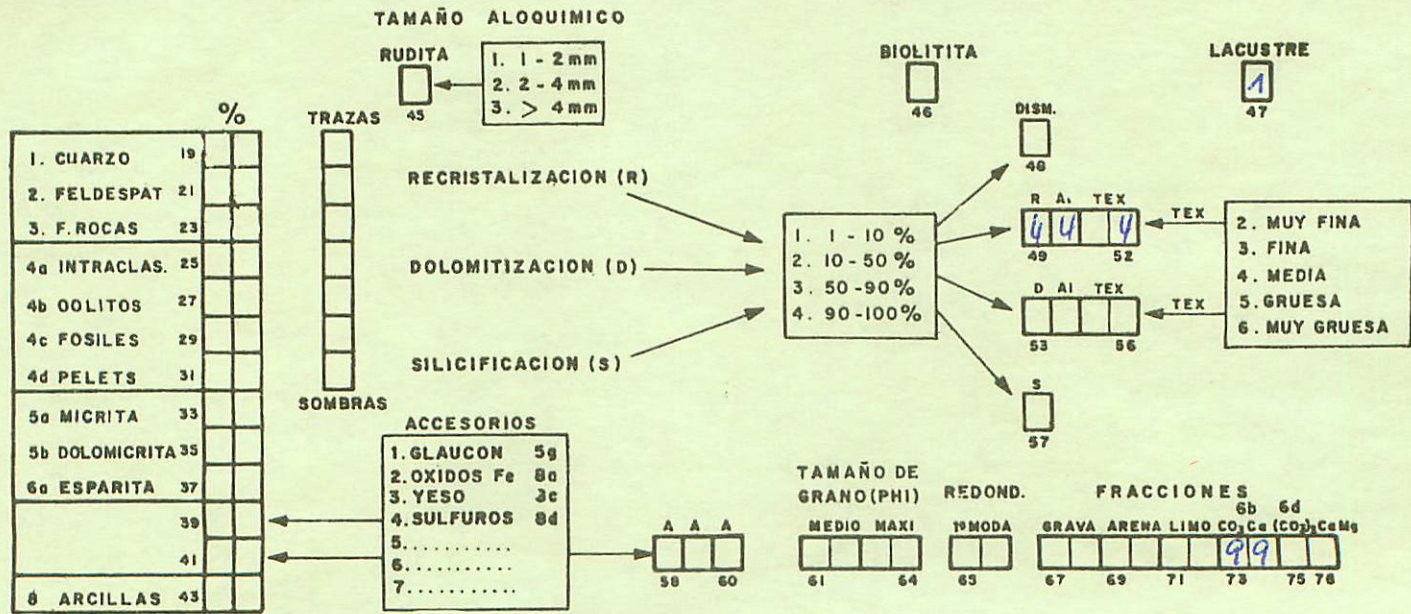 TAMAÑO ALOQUIMICO
RUDITA
45
1. 1 - 2 mm
2. 2 - 4 mm
3. > 4 mm
BIOLITITA
46
LACUSTRE
1
47
%
1. CUARZO 19
2. FELDESPAT 21
3. F. ROCAS 23
4a INTRACLAS. 25
4b OOLITOS 27
4c FOSILES 29
4d PELETS 31
5a MICRITA 33
5b DOLOMICRITA 35
6a ESPARITA 37
39
41
8 ARCILLAS 43
TRAZAS
SOMBRAS
RECRISTALIZACION (R)
DOLOMITIZACION (D)
SILICIFICACION (S)
1. 1 - 10 %
2. 10 - 50 %
3. 50 - 90%
4. 90 - 100%
DISM.
48
R A. TEX
4 4 4
49 52
D Al TEX
53 56
S
57
TEX
TEX
2. MUY FINA
3. FINA
4. MEDIA
5. GRUESA
6. MUY GRUESA
ACCESORIOS
1. GLAUCON 5g
2. OXIDOS Fe 8a
3. YESO 3c
4. SULFUROS 8d
5...........
6...........
7...........
A A A
58 60
TAMAÑO DE
GRANO (PHI)
MEDIO MAXI
61 64
REDOND.
1ª MODA
65
FRACCIONES
6b 6d
GRAVA ARENA LIMO CO₃Ca (CO₃)₂CaMg
9 9
67 69 71 73 75 76